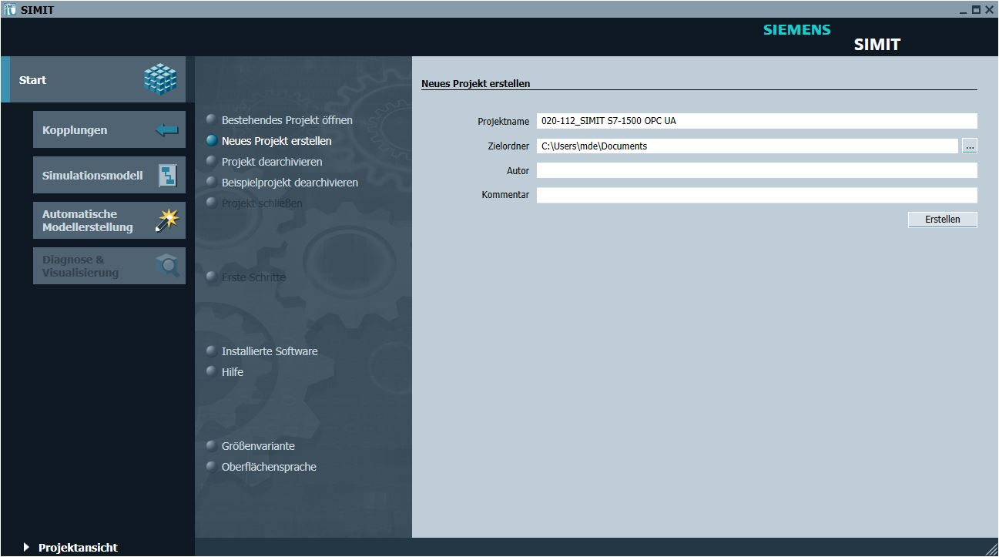 SIMIT
SIEMENS
SIMIT
Start
Kopplungen
Simulationsmodell
Automatische
Modellerstellung
Diagnose &
Visualisierung
Projektansicht
Bestehendes Projekt öffnen
Neues Projekt erstellen
Projekt dearchivieren
Beispielprojekt dearchivieren
Projekt schließen
Erste Schritte
Installierte Software
Hilfe
Größenvariante
Oberflächensprache
Neues Projekt erstellen
Projektname 020-112_SIMIT S7-1500 OPC UA
Zielordner C:\Users\mde\Documents ...
Autor
Kommentar
Erstellen